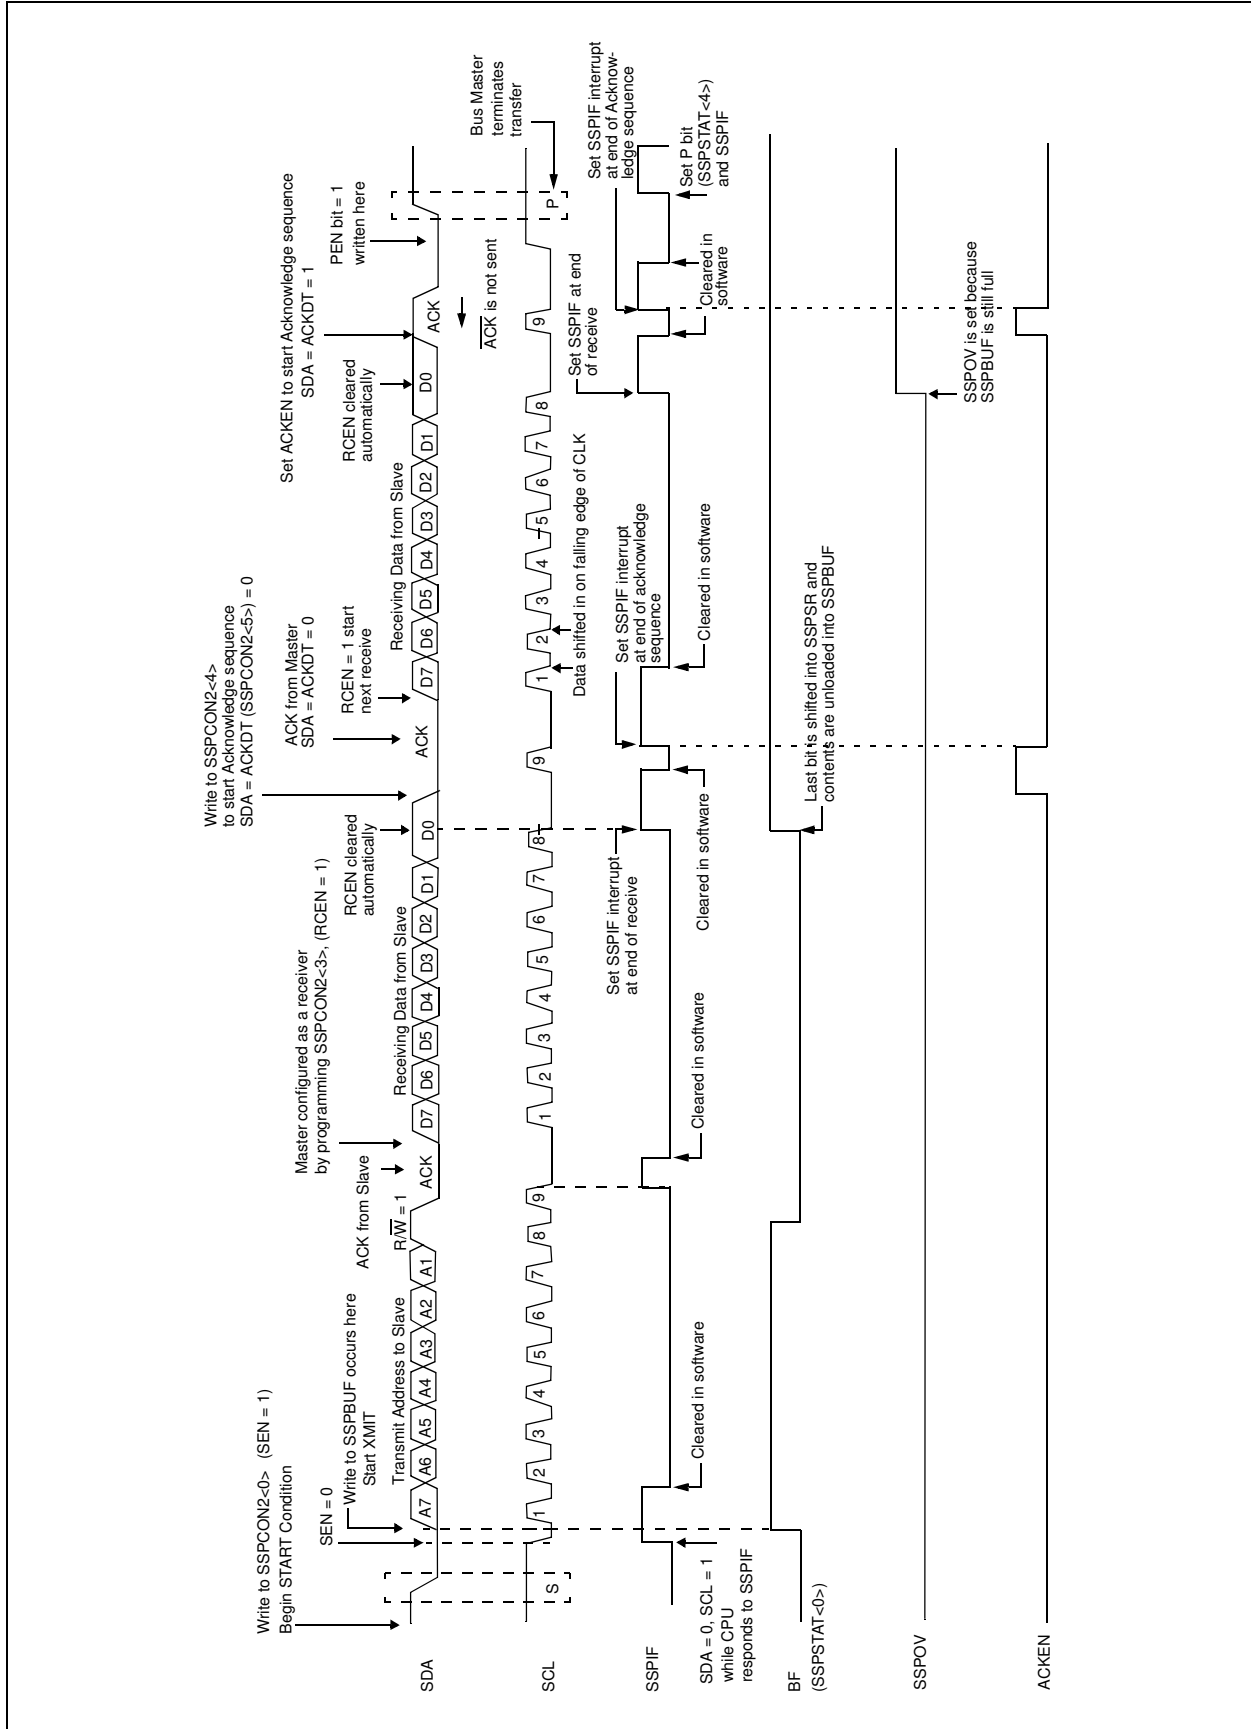 Write to SSPCON2<4>
to start Acknowledge sequence
SDA = ACKDT (SSPCON2<5>) = 0
Write to SSPCON2<0> (SEN = 1)
Begin START Condition
Master configured as a receiver
by programming SSPCON2<3>, (RCEN = 1)
ACK from Master
SDA = ACKDT = 0
Set ACKEN to start Acknowledge sequence
SDA = ACKDT = 1
SEN = 0
Write to SSPBUF occurs here
Start XMIT
ACK from Slave
RCEN cleared
automatically
RCEN = 1 start
next receive
RCEN cleared
automatically
PEN bit = 1
written here
Transmit Address to Slave
R/W = 1
Receiving Data from Slave
Receiving Data from Slave
SDA
A7 A6 A5 A4 A3 A2 A1
ACK
D7 D6 D5 D4 D3 D2 D1 D0
ACK
D7 D6 D5 D4 D3 D2 D1 D0
ACK
ACK is not sent
Bus Master
terminates
transfer
SCL
S
1 2 3 4 5 6 7 8 9
1 2 3 4 5 6 7 8 9
1 2 3 4 5 6 7 8 9
P
Data shifted in on falling edge of CLK
Set SSPIF interrupt
at end of receive
Set SSPIF interrupt
at end of acknowledge
sequence
Set SSPIF at end
of receive
Set SSPIF interrupt
at end of Acknow-
ledge sequence
SSPIF
SDA = 0, SCL = 1
while CPU
responds to SSPIF
Cleared in software
Cleared in software
Cleared in software
Cleared in software
Cleared in
software
Set P bit
(SSPSTAT<4>)
and SSPIF
BF
(SSPSTAT<0>)
Last bit is shifted into SSPSR and
contents are unloaded into SSPBUF
SSPOV
SSPOV is set because
SSPBUF is still full
ACKEN